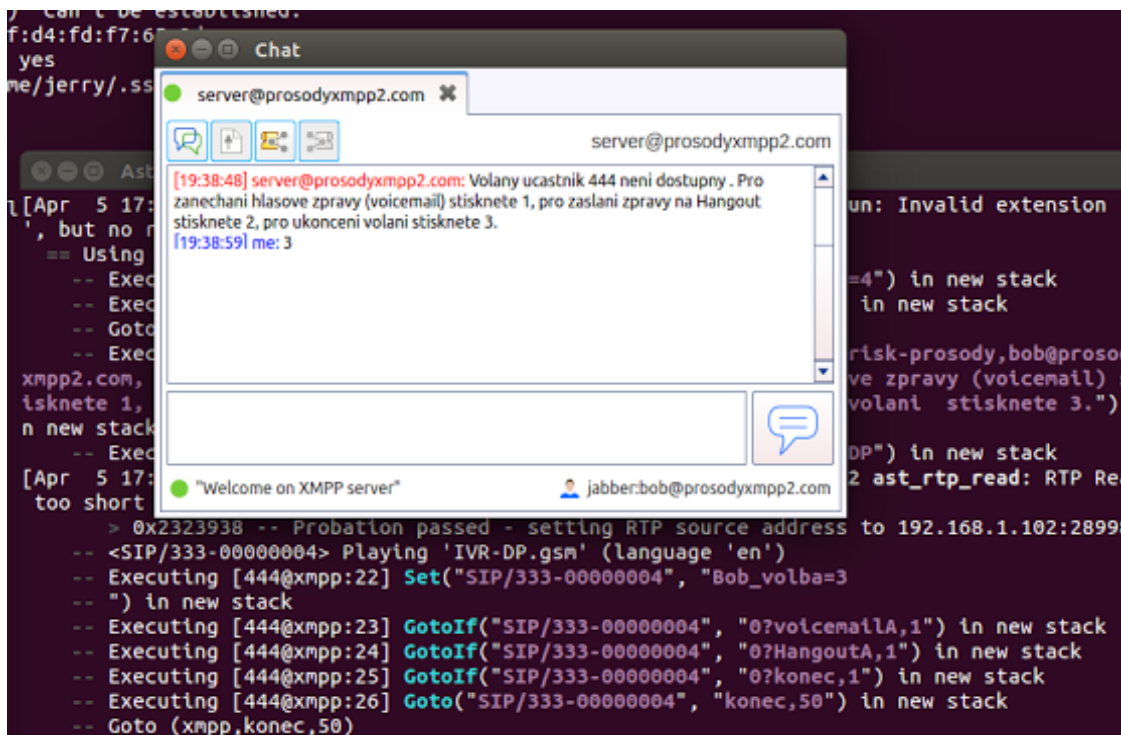 ) Can't be established.
f:d4:fd:f7:6
yes
me/jerry/.ss
Chat
server@prosodyxmpp2.com
server@prosodyxmpp2.com
Ast
[19:38:48] server@prosodyxmpp2.com: Volany ucastnik 444 neni dostupny . Pro
zanechani hlasove zpravy (voicemail) stisknete 1, pro zaslani zpravy na Hangout
stisknete 2, pro ukonceni volani stisknete 3.
[19:38:59] me: 3
l[Apr 5 17: un: Invalid extension
', but no r
== Using
-- Exec =4") in new stack
-- Exec in new stack
-- Goto
-- Exec risk-prosody,bob@proso
xmpp2.com, ve zpravy (voicemail) s
isknete 1, volani stisknete 3.")
n new stack
-- Exec DP") in new stack
[Apr 5 17: 2 ast_rtp_read: RTP Rea
too short
"Welcome on XMPP server" jabber:bob@prosodyxmpp2.com
> 0x2323938 -- Probation passed - setting RTP source address to 192.168.1.102:28998
-- <SIP/333-00000004> Playing 'IVR-DP.gsm' (language 'en')
-- Executing [444@xmpp:22] Set("SIP/333-00000004", "Bob_volba=3
-- ") in new stack
-- Executing [444@xmpp:23] GotoIf("SIP/333-00000004", "0?voicemailA,1") in new stack
-- Executing [444@xmpp:24] GotoIf("SIP/333-00000004", "0?HangoutA,1") in new stack
-- Executing [444@xmpp:25] GotoIf("SIP/333-00000004", "0?konec,1") in new stack
-- Executing [444@xmpp:26] Goto("SIP/333-00000004", "konec,50") in new stack
-- Goto (xmpp,konec,50)